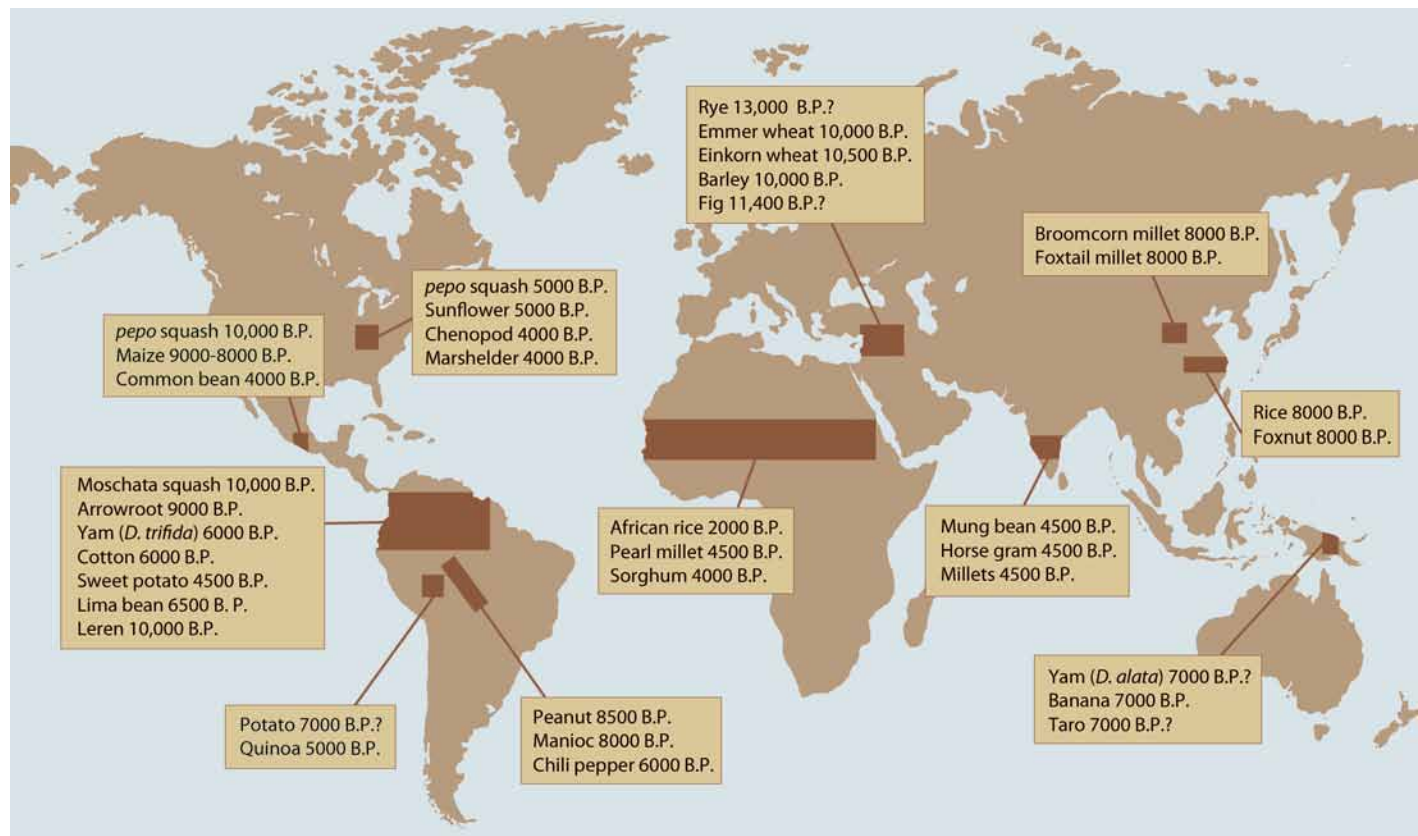 Rye 13,000 B.P.?
Emmer wheat 10,000 B.P.
Einkorn wheat 10,500 B.P.
Barley 10,000 B.P.
Fig 11,400 B.P.?
Broomcorn millet 8000 B.P.
Foxtail millet 8000 B.P.
pepo squash 5000 B.P.
Sunflower 5000 B.P.
Chenopod 4000 B.P.
Marshelder 4000 B.P.
pepo squash 10,000 B.P.
Maize 9000-8000 B.P.
Common bean 4000 B.P.
Rice 8000 B.P.
Foxnut 8000 B.P.
Moschata squash 10,000 B.P.
Arrowroot 9000 B.P.
Yam (D. trifida) 6000 B.P.
Cotton 6000 B.P.
Sweet potato 4500 B.P.
Lima bean 6500 B. P.
Leren 10,000 B.P.
African rice 2000 B.P.
Pearl millet 4500 B.P.
Sorghum 4000 B.P.
Mung bean 4500 B.P.
Horse gram 4500 B.P.
Millets 4500 B.P.
Yam (D. alata) 7000 B.P.?
Banana 7000 B.P.
Taro 7000 B.P.?
Potato 7000 B.P.?
Quinoa 5000 B.P.
Peanut 8500 B.P.
Manioc 8000 B.P.
Chili pepper 6000 B.P.